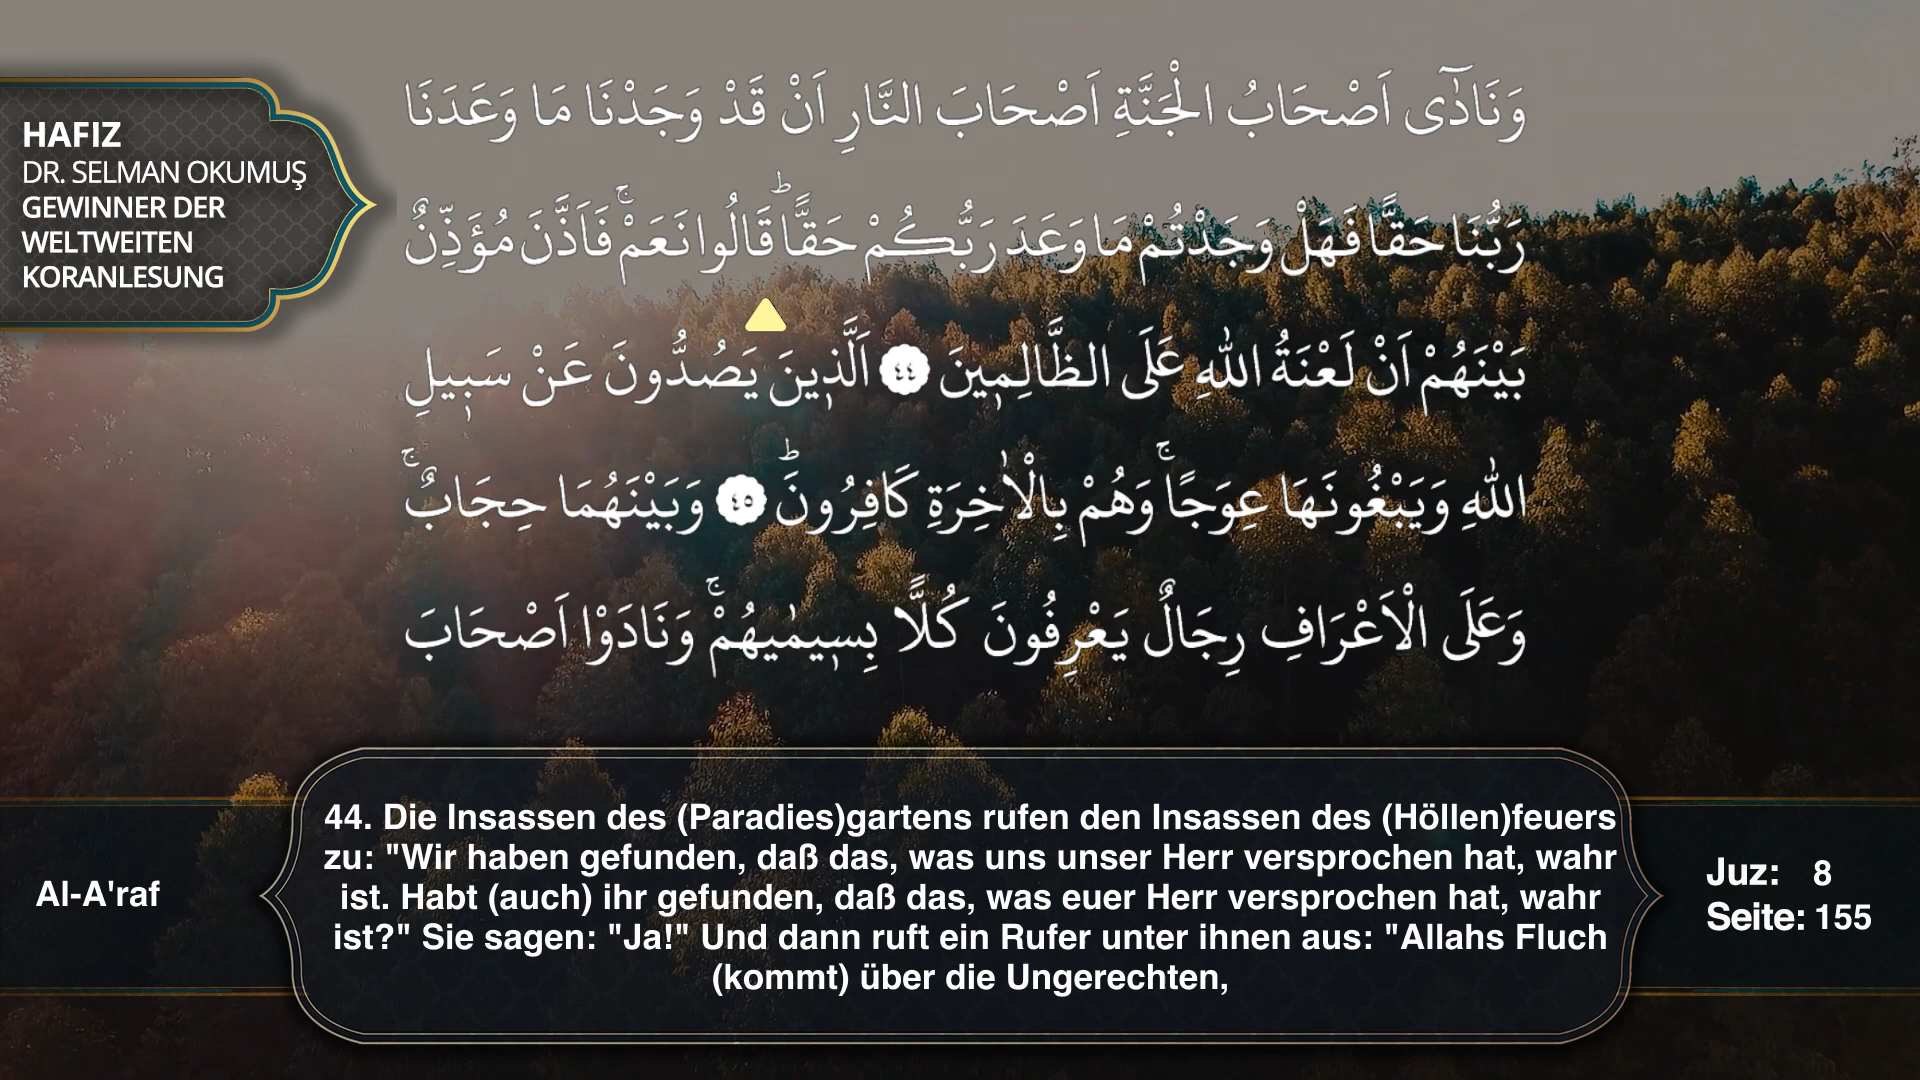 HAFIZ
DR. SELMAN OKUMUŞ
GEWINNER DER
WELTWEITEN
KORANLESUNG
وَنَادٰٓى اَصْحَابُ الْجَنَّةِ اَصْحَابَ النَّارِ اَنْ قَدْ وَجَدْنَا مَا وَعَدَنَا
رَبُّنَا حَقًّا فَهَلْ وَجَدْتُمْ مَا وَعَدَ رَبُّكُمْ حَقًّاۜ قَالُوا نَعَمْۚ فَاَذَّنَ مُؤَذِّنٌ
بَيْنَهُمْ اَنْ لَعْنَةُ اللّٰهِ عَلَى الظَّالِم۪ينَ ٤٤ اَلَّذ۪ينَ يَصُدُّونَ عَنْ سَب۪يلِ
اللّٰهِ وَيَبْغُونَهَا عِوَجًاۚ وَهُمْ بِالْاٰخِرَةِ كَافِرُونَۜ ٤٥ وَبَيْنَهُمَا حِجَابٌۚ
وَعَلَى الْاَعْرَافِ رِجَالٌ يَعْرِفُونَ كُلًّا بِس۪يمٰيهُمْۚ وَنَادَوْا اَصْحَابَ
44. Die Insassen des (Paradies)gartens rufen den Insassen des (Höllen)feuers
zu: "Wir haben gefunden, daß das, was uns unser Herr versprochen hat, wahr
ist. Habt (auch) ihr gefunden, daß das, was euer Herr versprochen hat, wahr
ist?" Sie sagen: "Ja!" Und dann ruft ein Rufer unter ihnen aus: "Allahs Fluch
(kommt) über die Ungerechten,
Al-A'raf
Juz: 8
Seite: 155